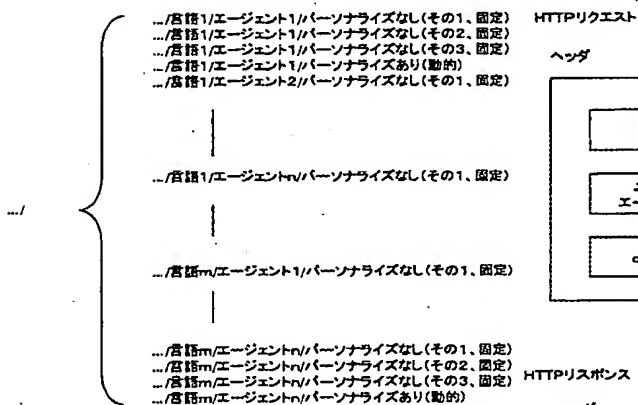 …/言語1/エージェント1/パーソナライズなし(その1、固定)
…/言語1/エージェント1/パーソナライズなし(その2、固定)
…/言語1/エージェント1/パーソナライズなし(その3、固定)
…/言語1/エージェント1/パーソナライズあり(動的)
…/言語1/エージェント2/パーソナライズなし(その1、固定)
…/言語1/エージェントn/パーソナライズなし(その1、固定)
…/
…/言語m/エージェント1/パーソナライズなし(その1、固定)
…/言語m/エージェントn/パーソナライズなし(その1、固定)
…/言語m/エージェントn/パーソナライズなし(その2、固定)
…/言語m/エージェントn/パーソナライズなし(その3、固定)
…/言語m/エージェントn/パーソナライズあり(動的)
HTTPリクエスト
ヘッダ
エー
c
HTTPリスポンス